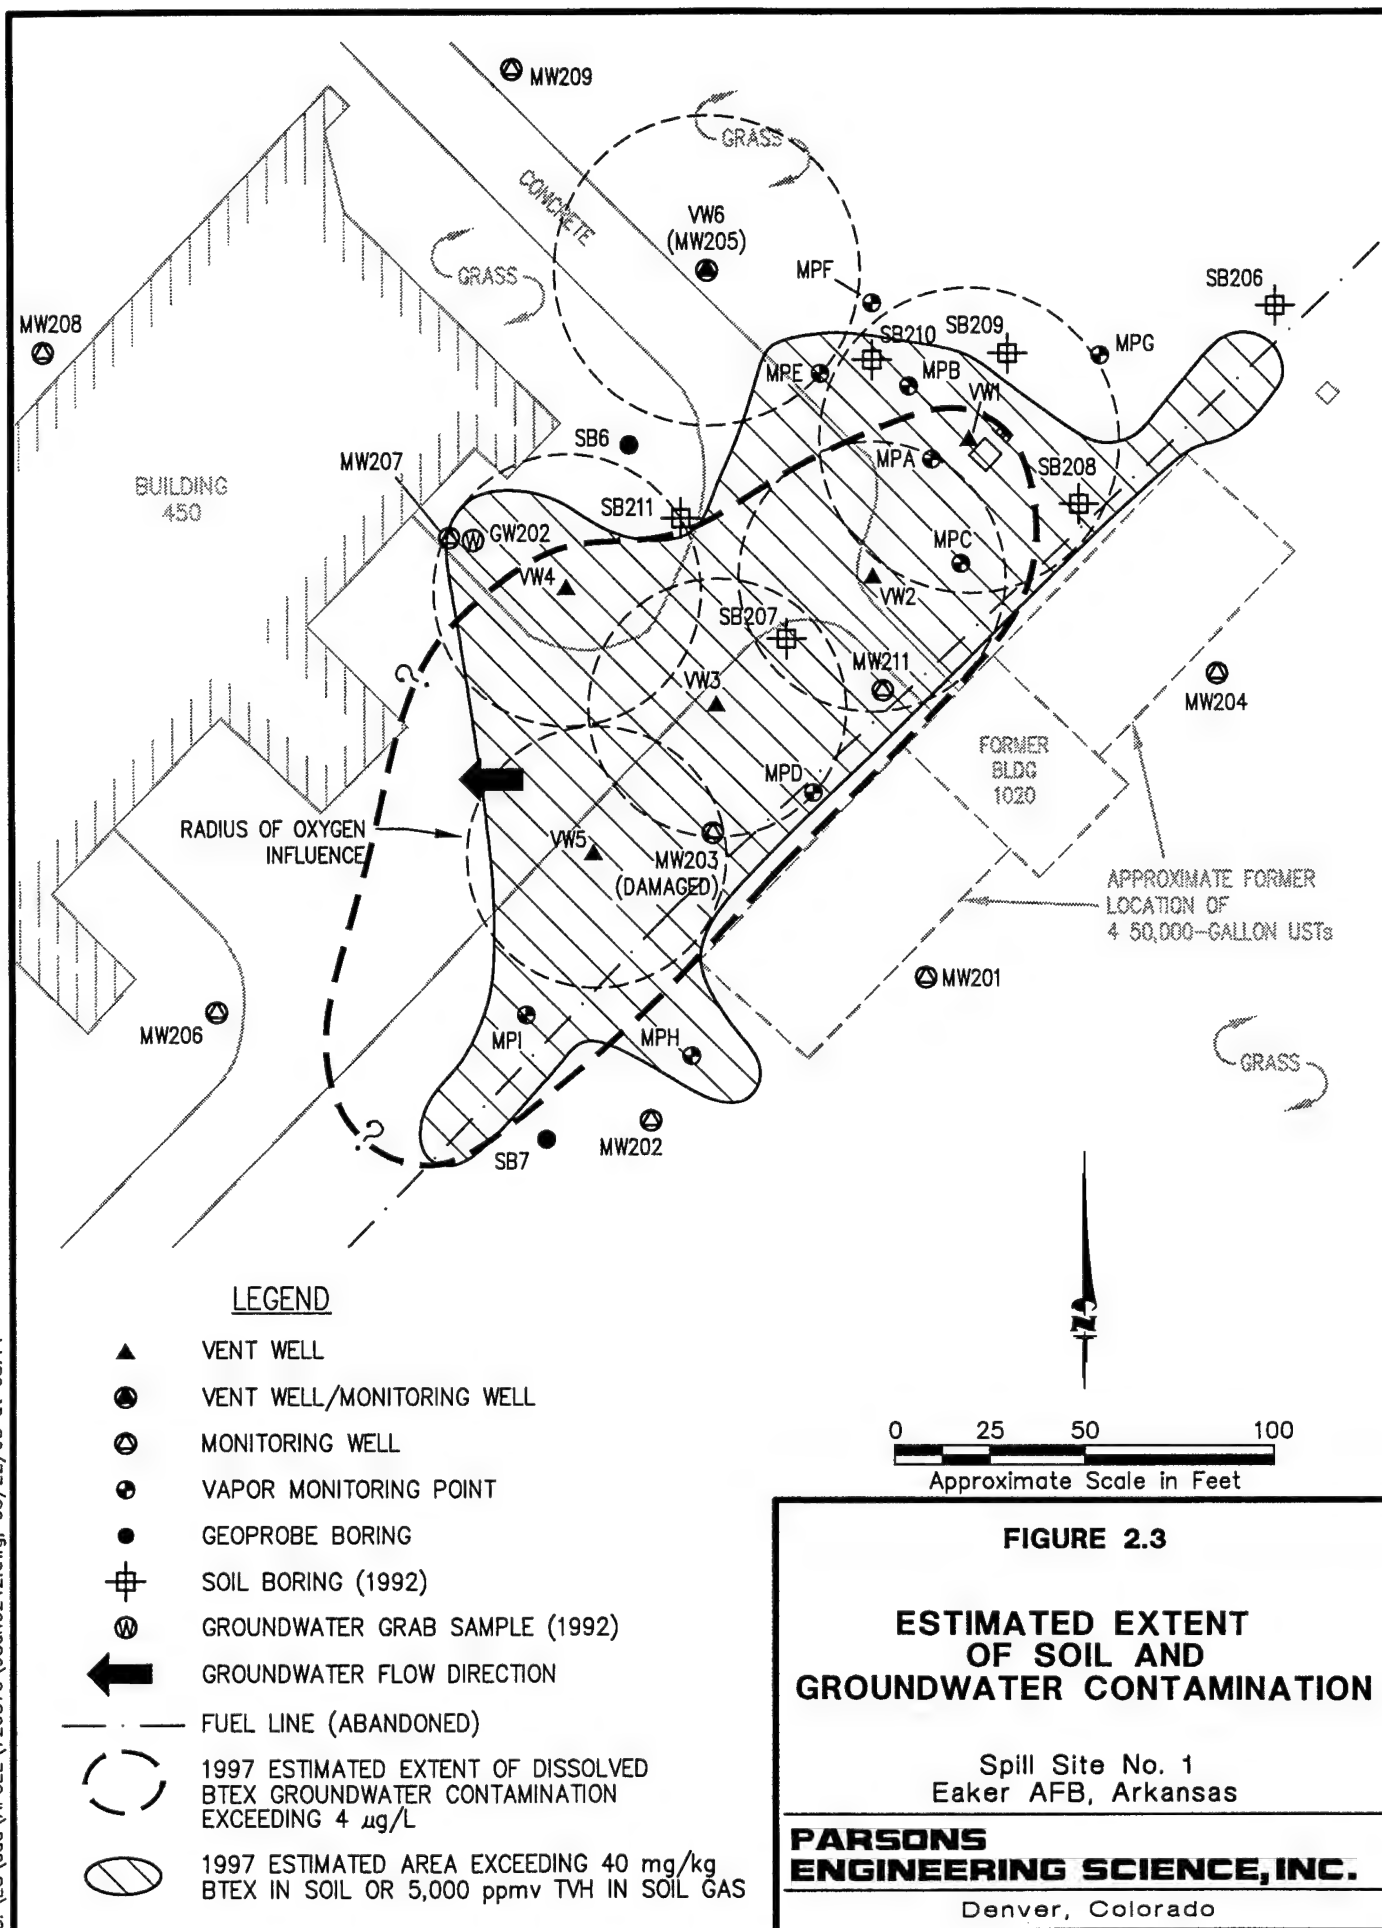 MW209
GRASS
CONCRETE
VW6
(MW205)
GRASS
MPF
SB206
MW208
SB210
SB209
MPG
MPE
MPB
VW1
SB6
MW207
MPA
SB208
BUILDING
450
SB211
GW202
MPC
VW4
VW2
SB207
?
MW211
VW3
MW204
FORMER
BLDG
1020
MPD
RADIUS OF OXYGEN
INFLUENCE
VW5
MW203
(DAMAGED)
APPROXIMATE FORMER
LOCATION OF
4 50,000-GALLON USTs
MW201
MW206
MPI
MPH
GRASS
?
SB7
MW202
N
LEGEND
VENT WELL
VENT WELL/MONITORING WELL
MONITORING WELL
VAPOR MONITORING POINT
GEOPROBE BORING
SOIL BORING (1992)
W GROUNDWATER GRAB SAMPLE (1992)
GROUNDWATER FLOW DIRECTION
FUEL LINE (ABANDONED)
1997 ESTIMATED EXTENT OF DISSOLVED
BTEX GROUNDWATER CONTAMINATION
EXCEEDING 4 µg/L
1997 ESTIMATED AREA EXCEEDING 40 mg/kg
BTEX IN SOIL OR 5,000 ppmv TVH IN SOIL GAS
0 25 50 100
Approximate Scale in Feet
FIGURE 2.3
ESTIMATED EXTENT
OF SOIL AND
GROUNDWATER CONTAMINATION
Spill Site No. 1
Eaker AFB, Arkansas
PARSONS
ENGINEERING SCIENCE, INC.
Denver, Colorado